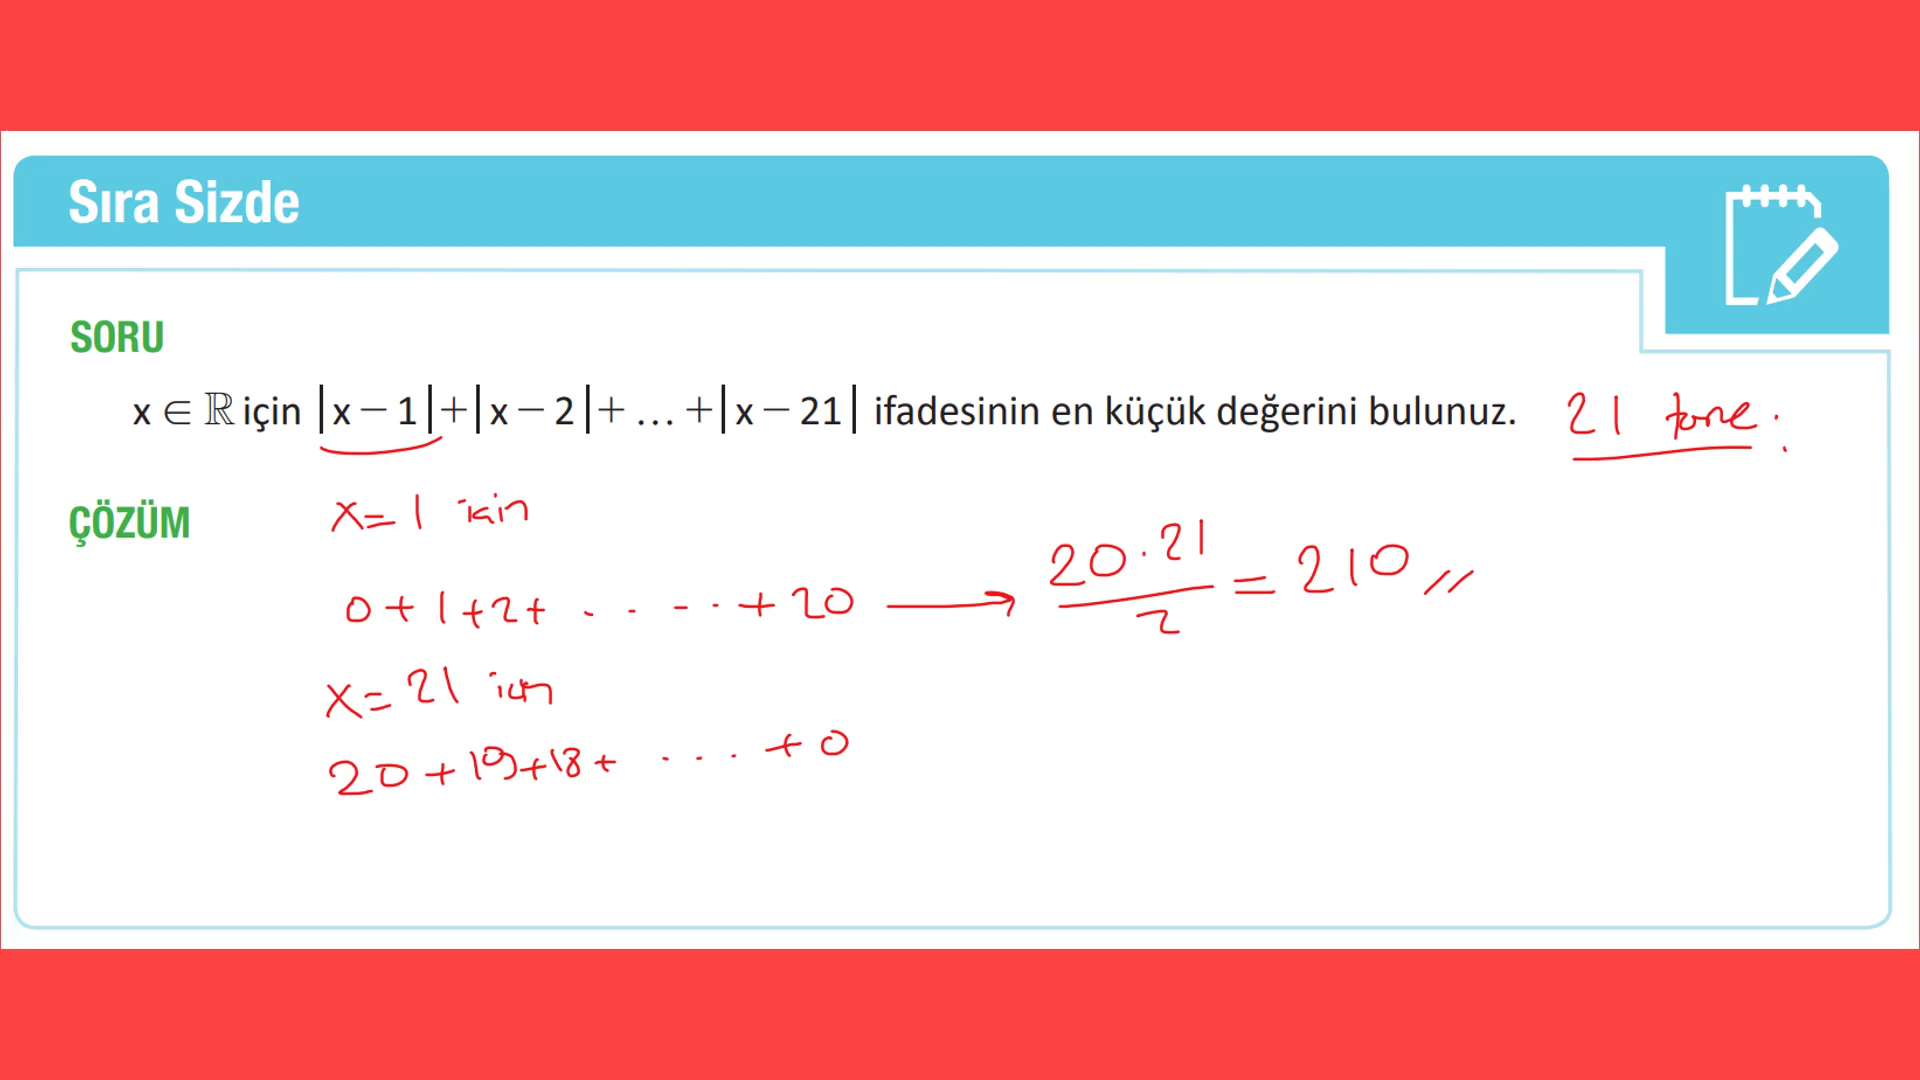 Sıra Sizde
SORU
x ∈ ℝ için |x − 1| + |x − 2| + ... + |x − 21| ifadesinin en küçük değerini bulunuz. 21 tane :
ÇÖZÜM x = 1 için
0 + 1 + 2 + ..... + 20 → 20 · 21 / 2 = 210 //
x = 21 için
20 + 19 + 18 + ... + 0